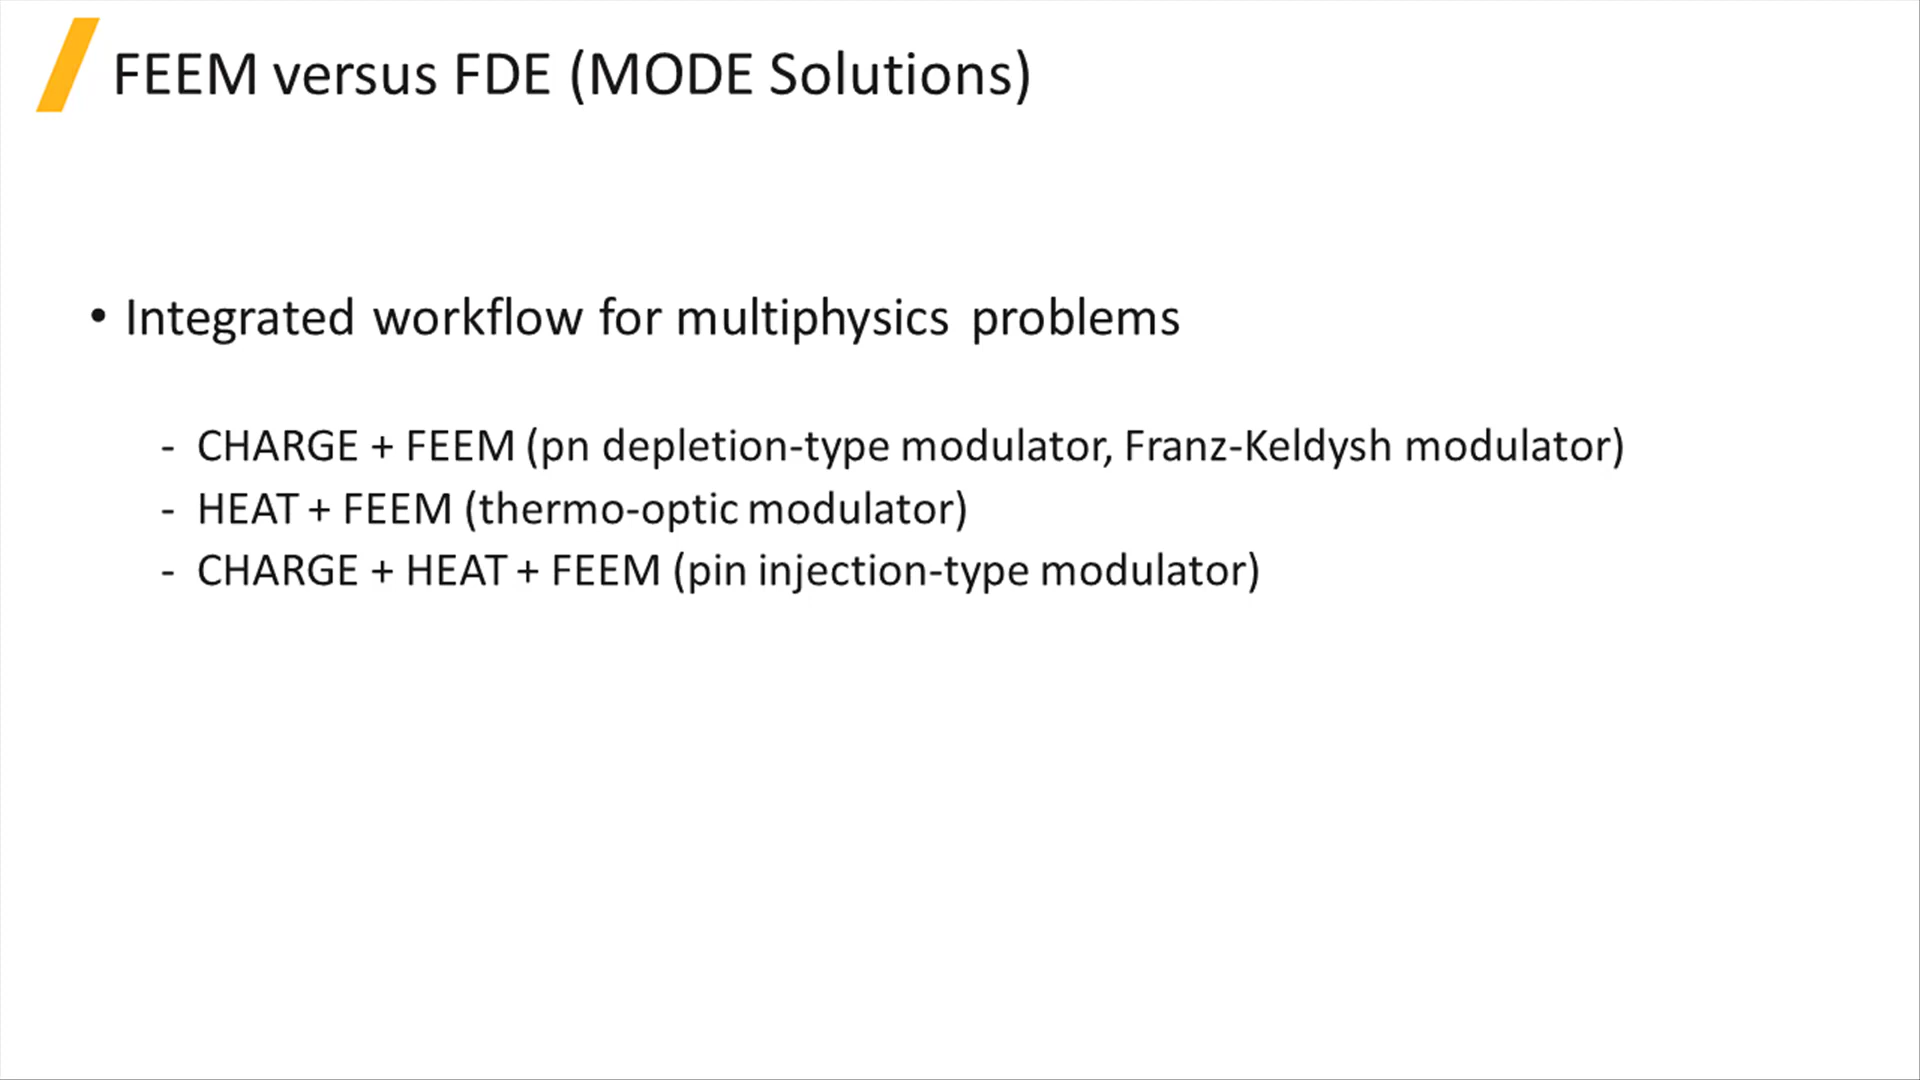 FEEM versus FDE (MODE Solutions)
• Integrated workflow for multiphysics problems
- CHARGE + FEEM (pn depletion-type modulator, Franz-Keldysh modulator)
- HEAT + FEEM (thermo-optic modulator)
- CHARGE + HEAT + FEEM (pin injection-type modulator)